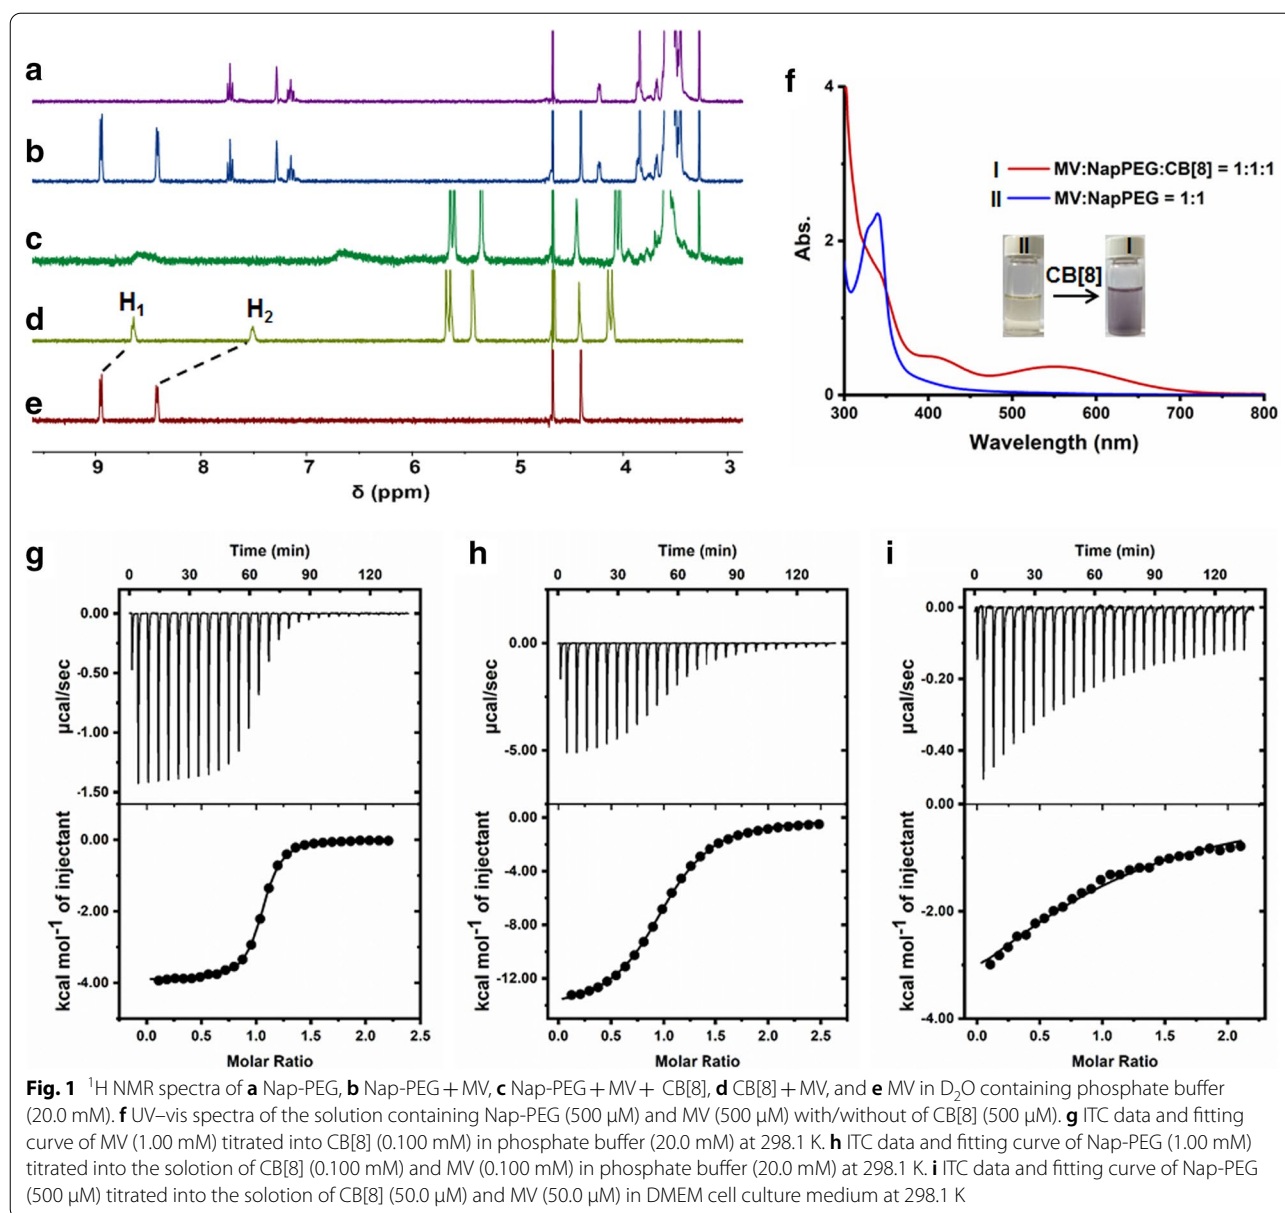 a
b
c
d
H₁
H₂
e
9 8 7 6 5 4 3
δ (ppm)
f
4
2
0
Abs.
I MV:NapPEG:CB[8] = 1:1:1
II MV:NapPEG = 1:1
II
CB[8]
I
300 400 500 600 700 800
Wavelength (nm)
g
Time (min)
0 30 60 90 120
0.00
-0.50
-1.00
-1.50
µcal/sec
0.00
-2.00
-4.00
kcal mol⁻¹ of injectant
0.0 0.5 1.0 1.5 2.0 2.5
Molar Ratio
h
Time (min)
0 30 60 90 120
0.00
-5.00
µcal/sec
0.00
-4.00
-8.00
-12.00
kcal mol⁻¹ of injectant
0.0 0.5 1.0 1.5 2.0 2.5
Molar Ratio
i
Time (min)
0 30 60 90 120
0.00
-0.20
-0.40
µcal/sec
0.00
-2.00
-4.00
kcal mol⁻¹ of injectant
0.0 0.5 1.0 1.5 2.0
Molar Ratio
Fig. 1 ¹H NMR spectra of a Nap-PEG, b Nap-PEG + MV, c Nap-PEG + MV + CB[8], d CB[8] + MV, and e MV in D₂O containing phosphate buffer
(20.0 mM). f UV–vis spectra of the solution containing Nap-PEG (500 µM) and MV (500 µM) with/without of CB[8] (500 µM). g ITC data and fitting
curve of MV (1.00 mM) titrated into CB[8] (0.100 mM) in phosphate buffer (20.0 mM) at 298.1 K. h ITC data and fitting curve of Nap-PEG (1.00 mM)
titrated into the solotion of CB[8] (0.100 mM) and MV (0.100 mM) in phosphate buffer (20.0 mM) at 298.1 K. i ITC data and fitting curve of Nap-PEG
(500 µM) titrated into the solotion of CB[8] (50.0 µM) and MV (50.0 µM) in DMEM cell culture medium at 298.1 K